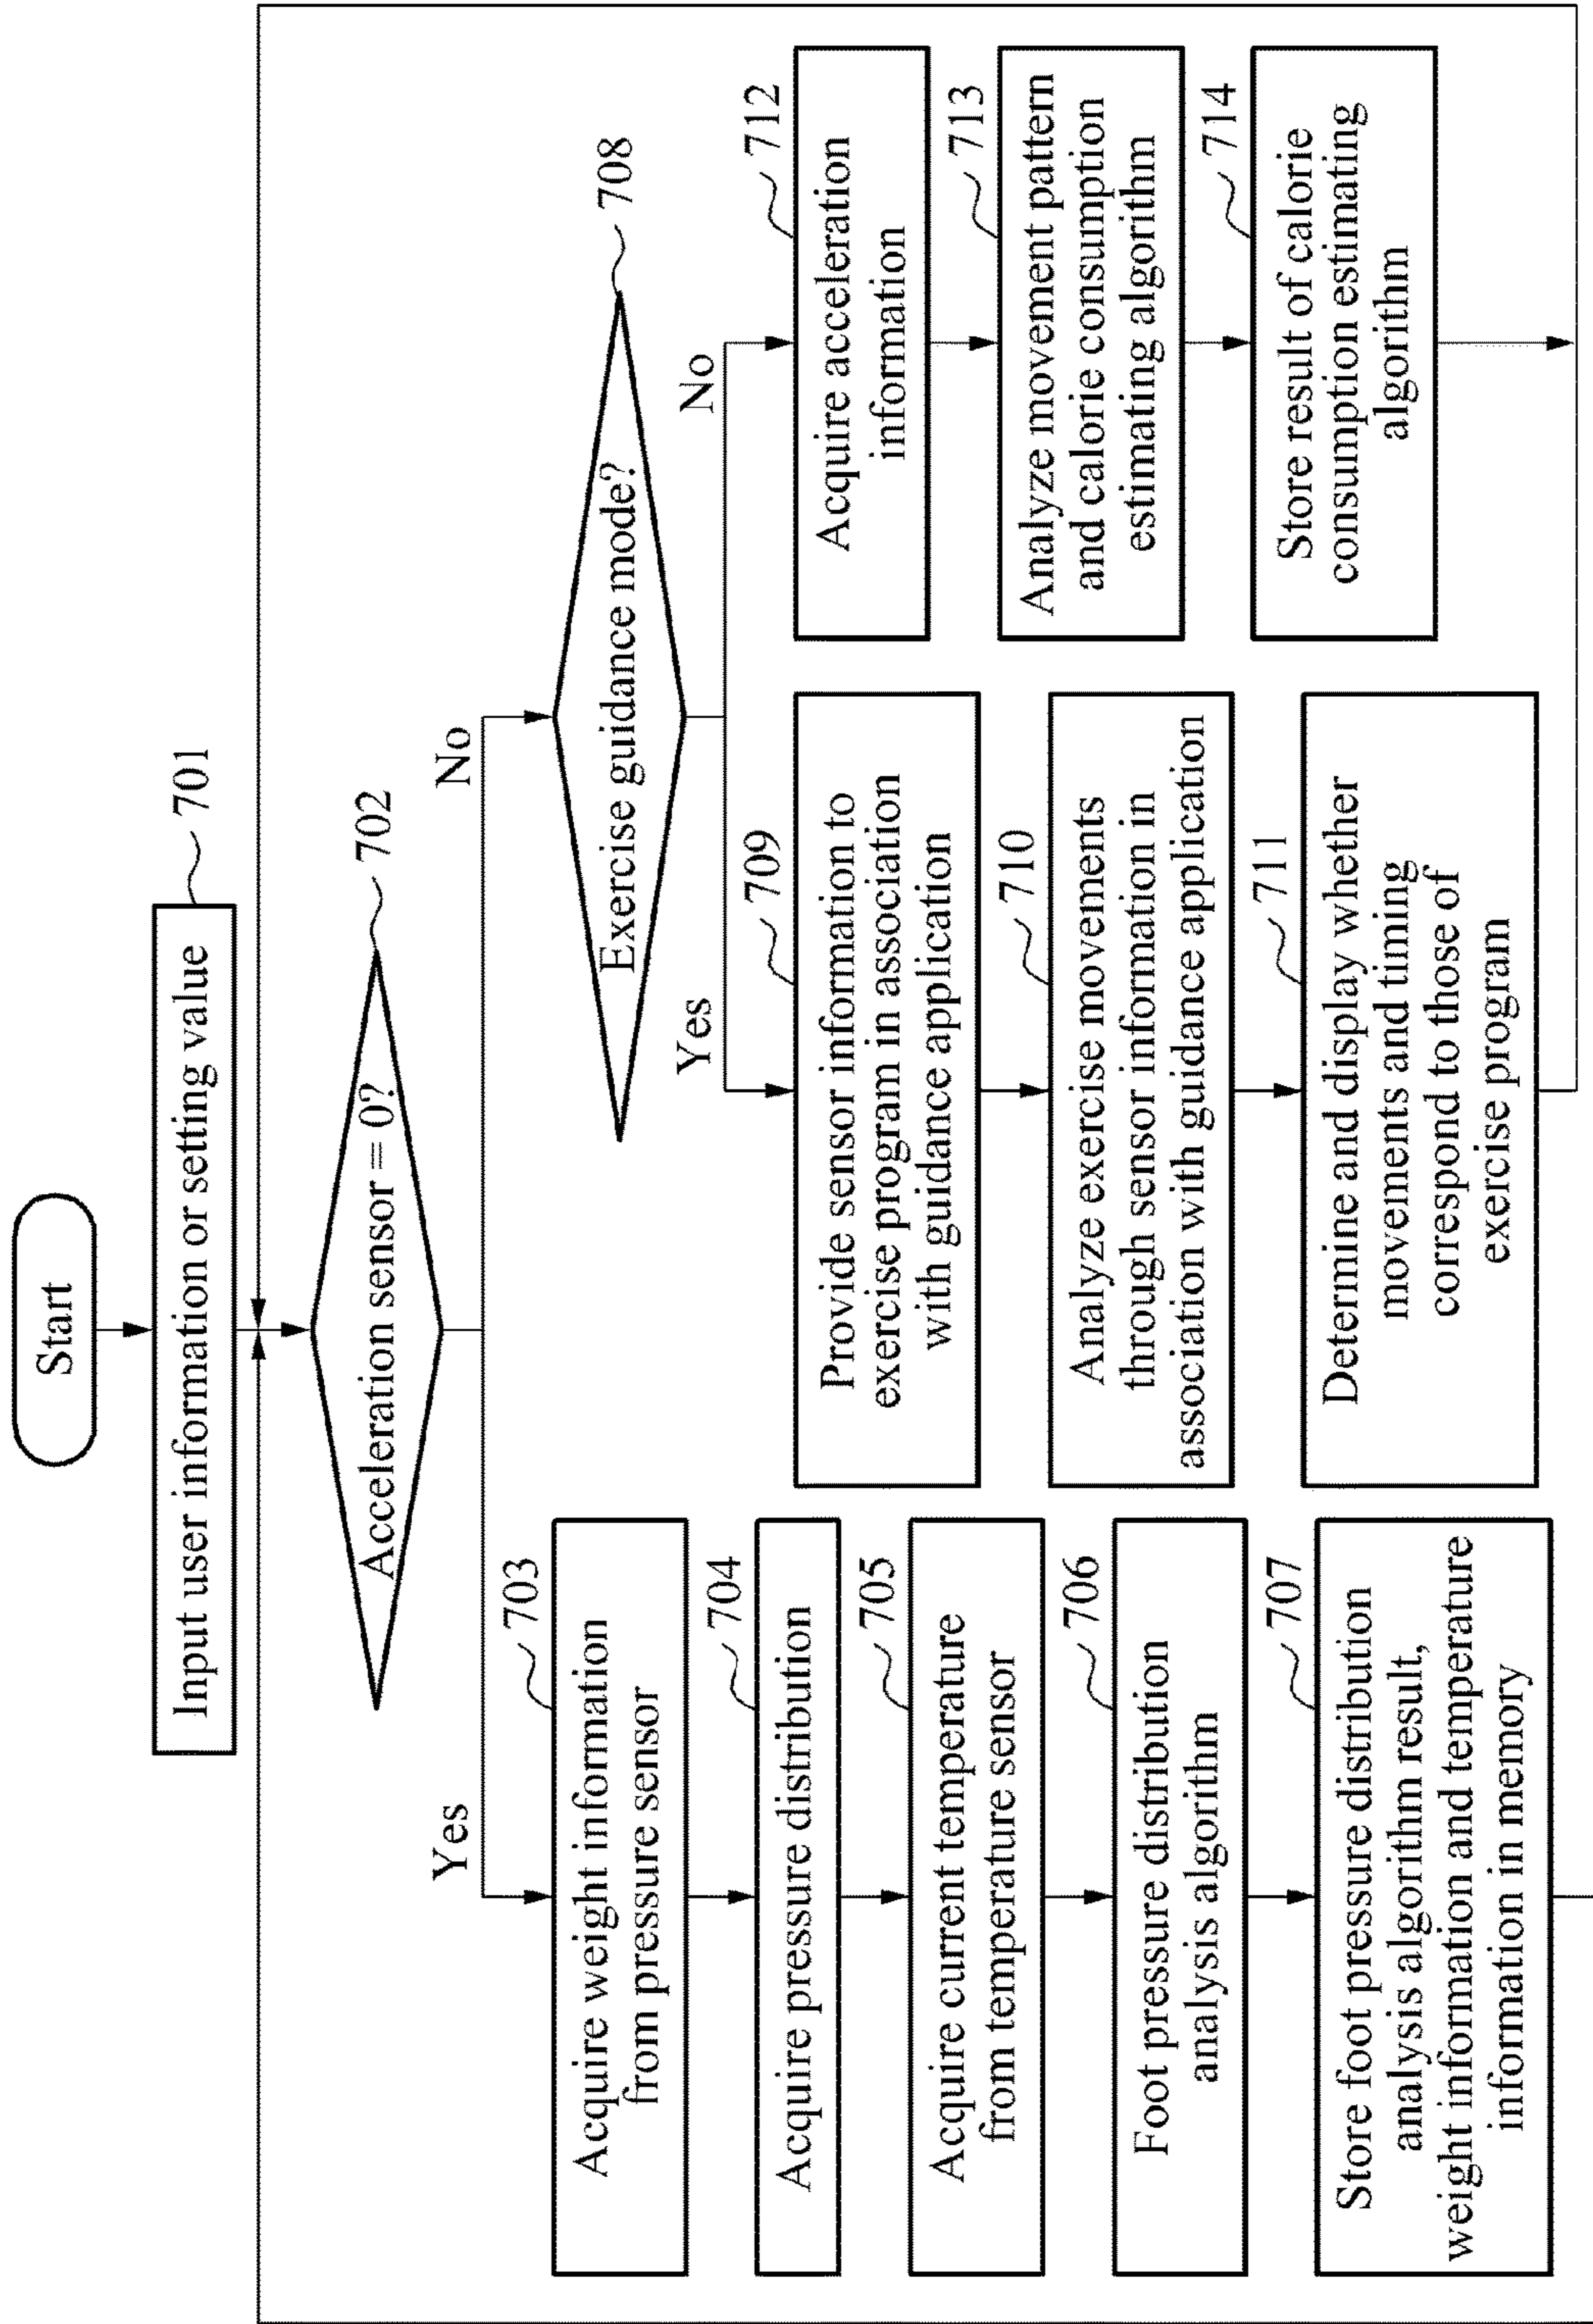 Start
Input user information or setting value
701
Acceleration sensor = 0?
702
Yes
No
Acquire weight information
from pressure sensor
703
Acquire pressure distribution
704
Acquire current temperature
from temperature sensor
705
Foot pressure distribution
analysis algorithm
706
Store foot pressure distribution
analysis algorithm result,
weight information and temperature
information in memory
707
Exercise guidance mode?
708
Yes
No
Provide sensor information to
exercise program in association
with guidance application
709
Analyze exercise movements
through sensor information in
association with guidance application
710
Determine and display whether
movements and timing
correspond to those of
exercise program
711
Acquire acceleration
information
712
Analyze movement pattern
and calorie consumption
estimating algorithm
713
Store result of calorie
consumption estimating
algorithm
714